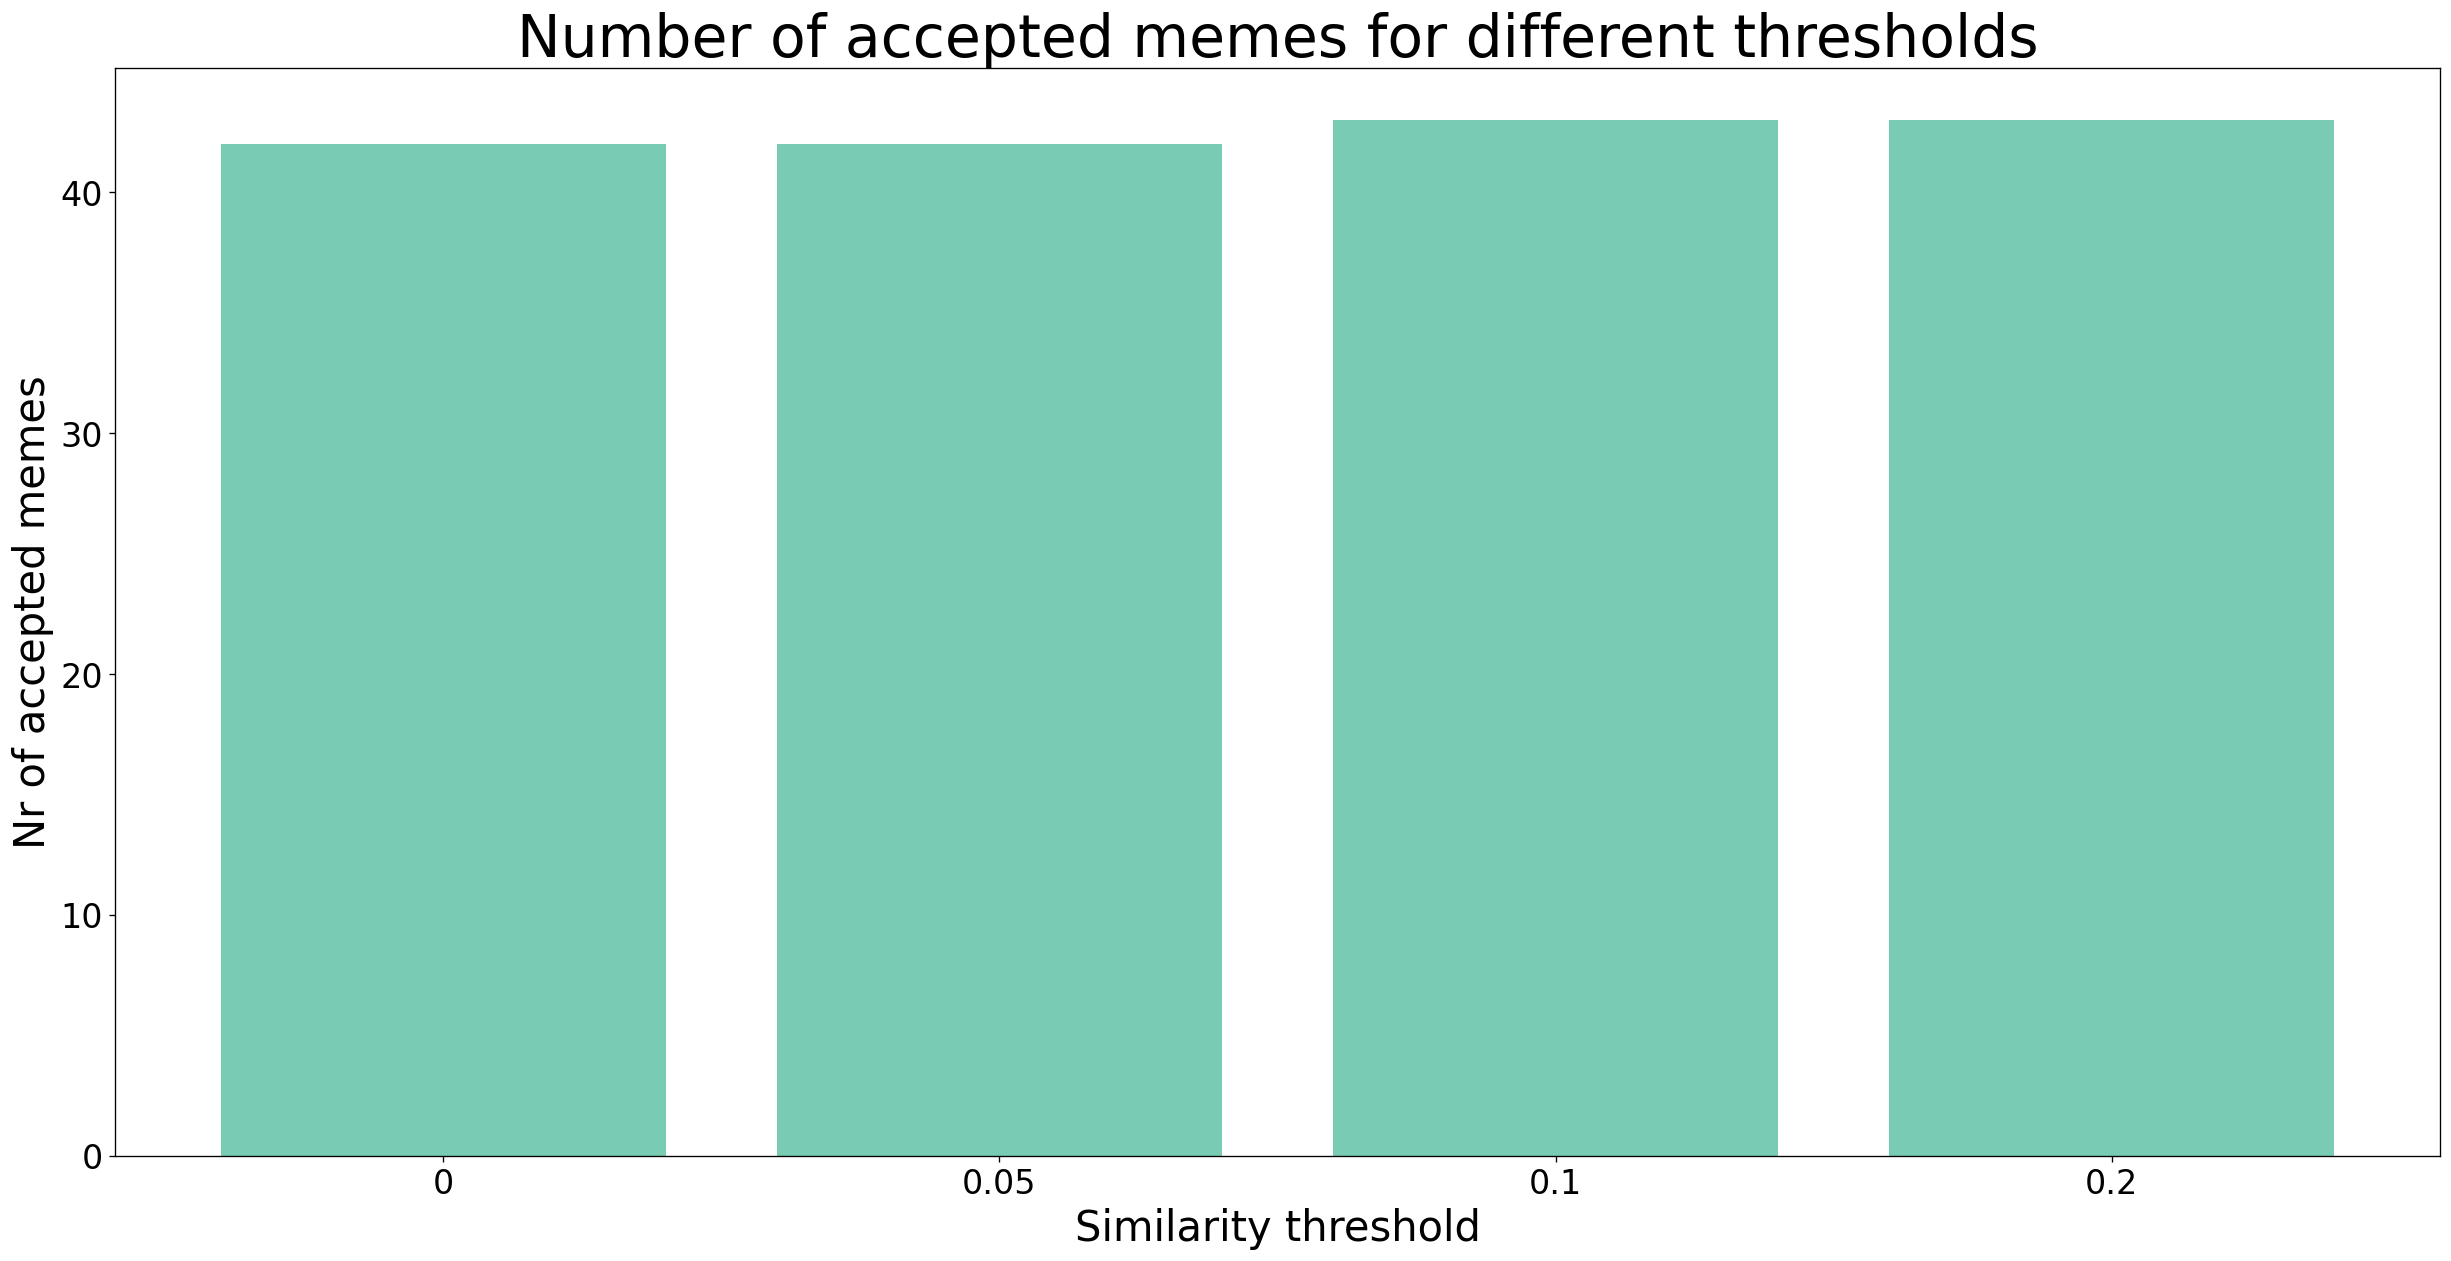 Number of accepted memes for different thresholds
Nr of accepted memes
40
30
20
10
0
0 0.05 0.1 0.2
Similarity threshold